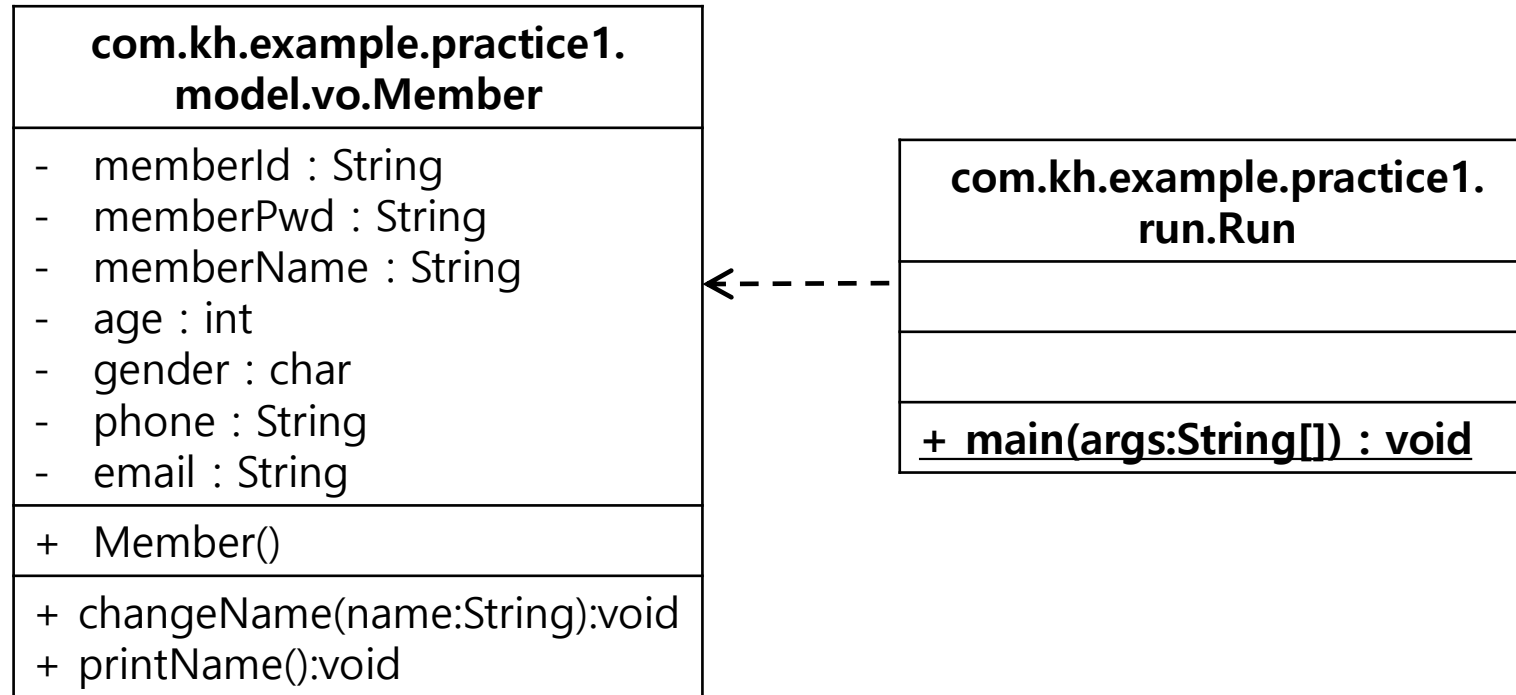 com.kh.example.practice1.
model.vo.Member
- memberId : String
- memberPwd : String
- memberName : String
- age : int
- gender : char
- phone : String
- email : String
+ Member()
+ changeName(name:String):void
+ printName():void
com.kh.example.practice1.
run.Run
+ main(args:String[]) : void